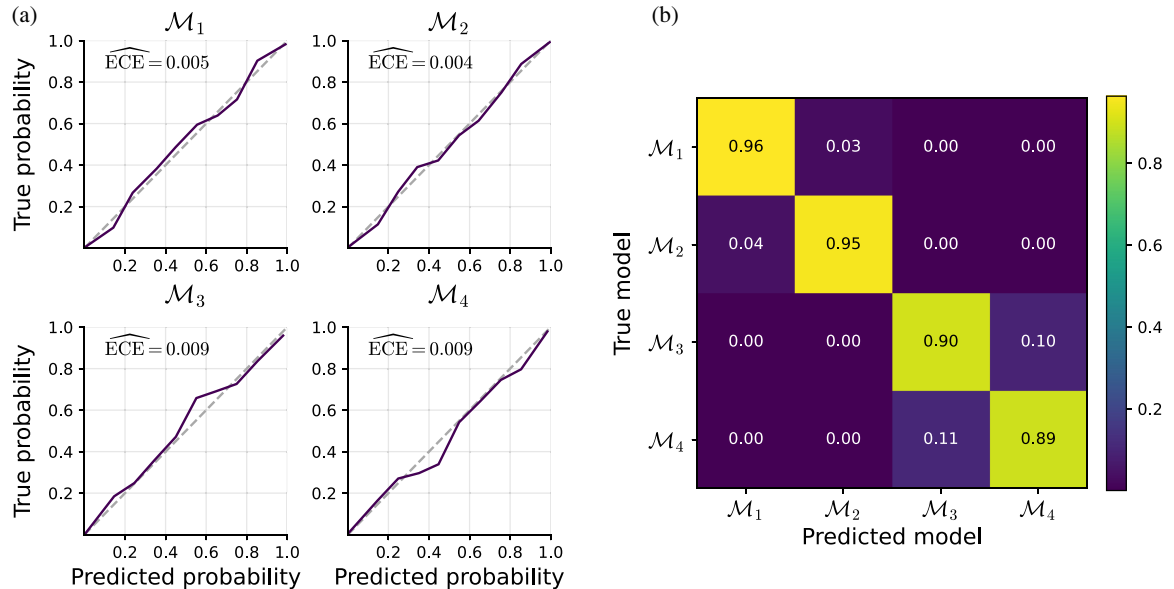 (a)
ℳ₁
1.0
0.8
0.6
0.4
0.2
0.2 0.4 0.6 0.8 1.0
True probability
ECE = 0.005
ℳ₂
1.0
0.8
0.6
0.4
0.2
0.2 0.4 0.6 0.8 1.0
ECE = 0.004
ℳ₃
1.0
0.8
0.6
0.4
0.2
0.2 0.4 0.6 0.8 1.0
True probability
Predicted probability
ECE = 0.009
ℳ₄
1.0
0.8
0.6
0.4
0.2
0.2 0.4 0.6 0.8 1.0
Predicted probability
ECE = 0.009
(b)
True model
ℳ₁ 0.96 0.03 0.00 0.00
ℳ₂ 0.04 0.95 0.00 0.00
ℳ₃ 0.00 0.00 0.90 0.10
ℳ₄ 0.00 0.00 0.11 0.89
ℳ₁ ℳ₂ ℳ₃ ℳ₄
Predicted model
0.8
0.6
0.4
0.2